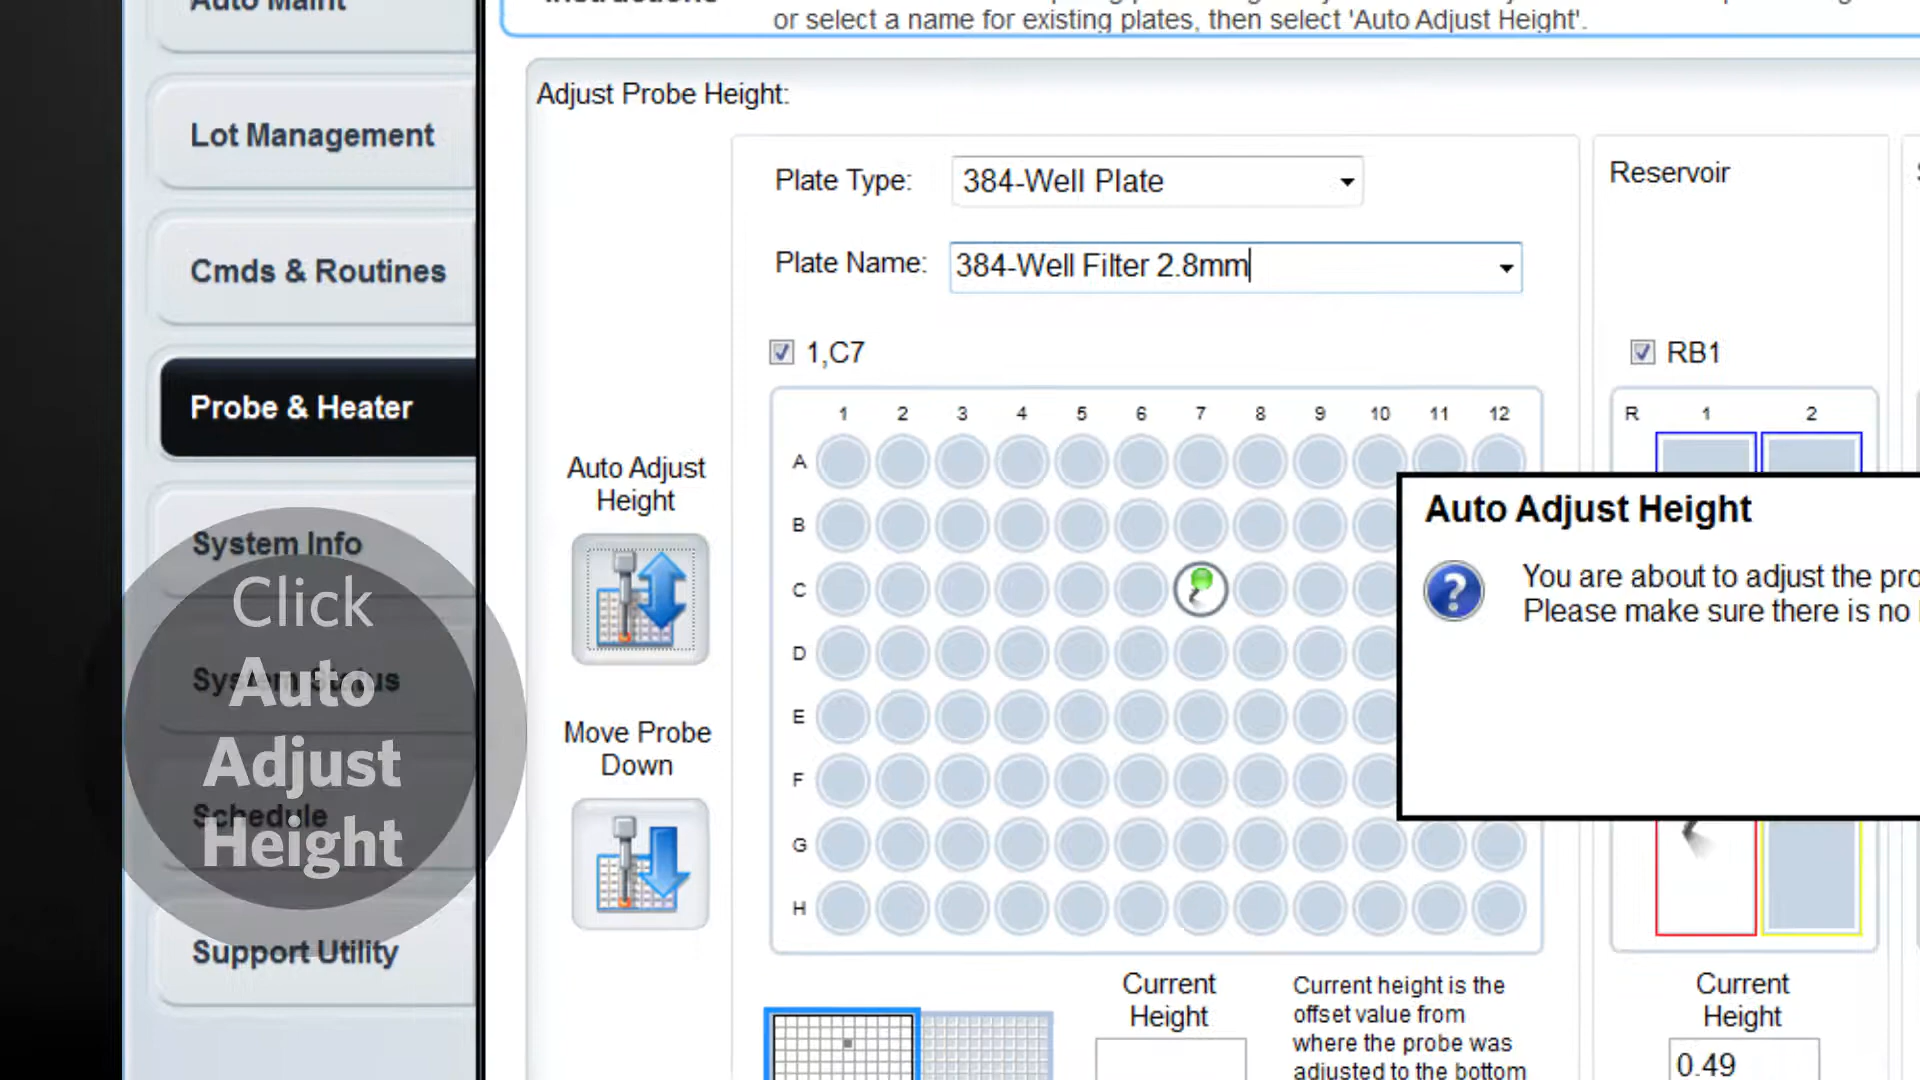 or select a name for existing plates, then select 'Auto Adjust Height'.
Lot Management
Cmds & Routines
Probe & Heater
System Info
System Status
Schedule
Support Utility
Click
Auto
Adjust
Height
Adjust Probe Height:
Plate Type: 384-Well Plate
Plate Name: 384-Well Filter 2.8mm
1,C7
1 2 3 4 5 6 7 8 9 10 11 12
A
B
C
D
E
F
G
H
Auto Adjust
Height
Move Probe
Down
Current
Height
Current height is the
offset value from
where the probe was
adjusted to the bottom
Reservoir
RB1
R 1 2
Current
Height
0.49
Auto Adjust Height
You are about to adjust the
Please make sure there is no